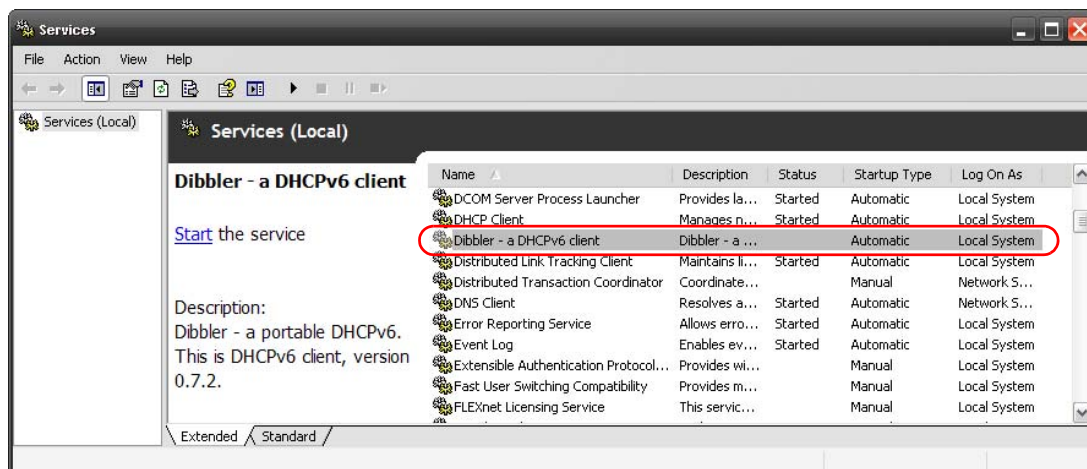 Services
File Action View Help
Services (Local)
Services (Local)
Dibbler - a DHCPv6 client
Start the service
Description:
Dibbler - a portable DHCPv6.
This is DHCPv6 client, version
0.7.2.
Name Description Status Startup Type Log On As
DCOM Server Process Launcher Provides la... Started Automatic Local System
DHCP Client Manages n... Started Automatic Local System
Dibbler - a DHCPv6 client Dibbler - a ... Automatic Local System
Distributed Link Tracking Client Maintains li... Started Automatic Local System
Distributed Transaction Coordinator Coordinate... Manual Network S...
DNS Client Resolves a... Started Automatic Network S...
Error Reporting Service Allows erro... Started Automatic Local System
Event Log Enables ev... Started Automatic Local System
Extensible Authentication Protocol... Provides wi... Manual Local System
Fast User Switching Compatibility Provides m... Manual Local System
FLEXnet Licensing Service This servic... Manual Local System
Extended Standard